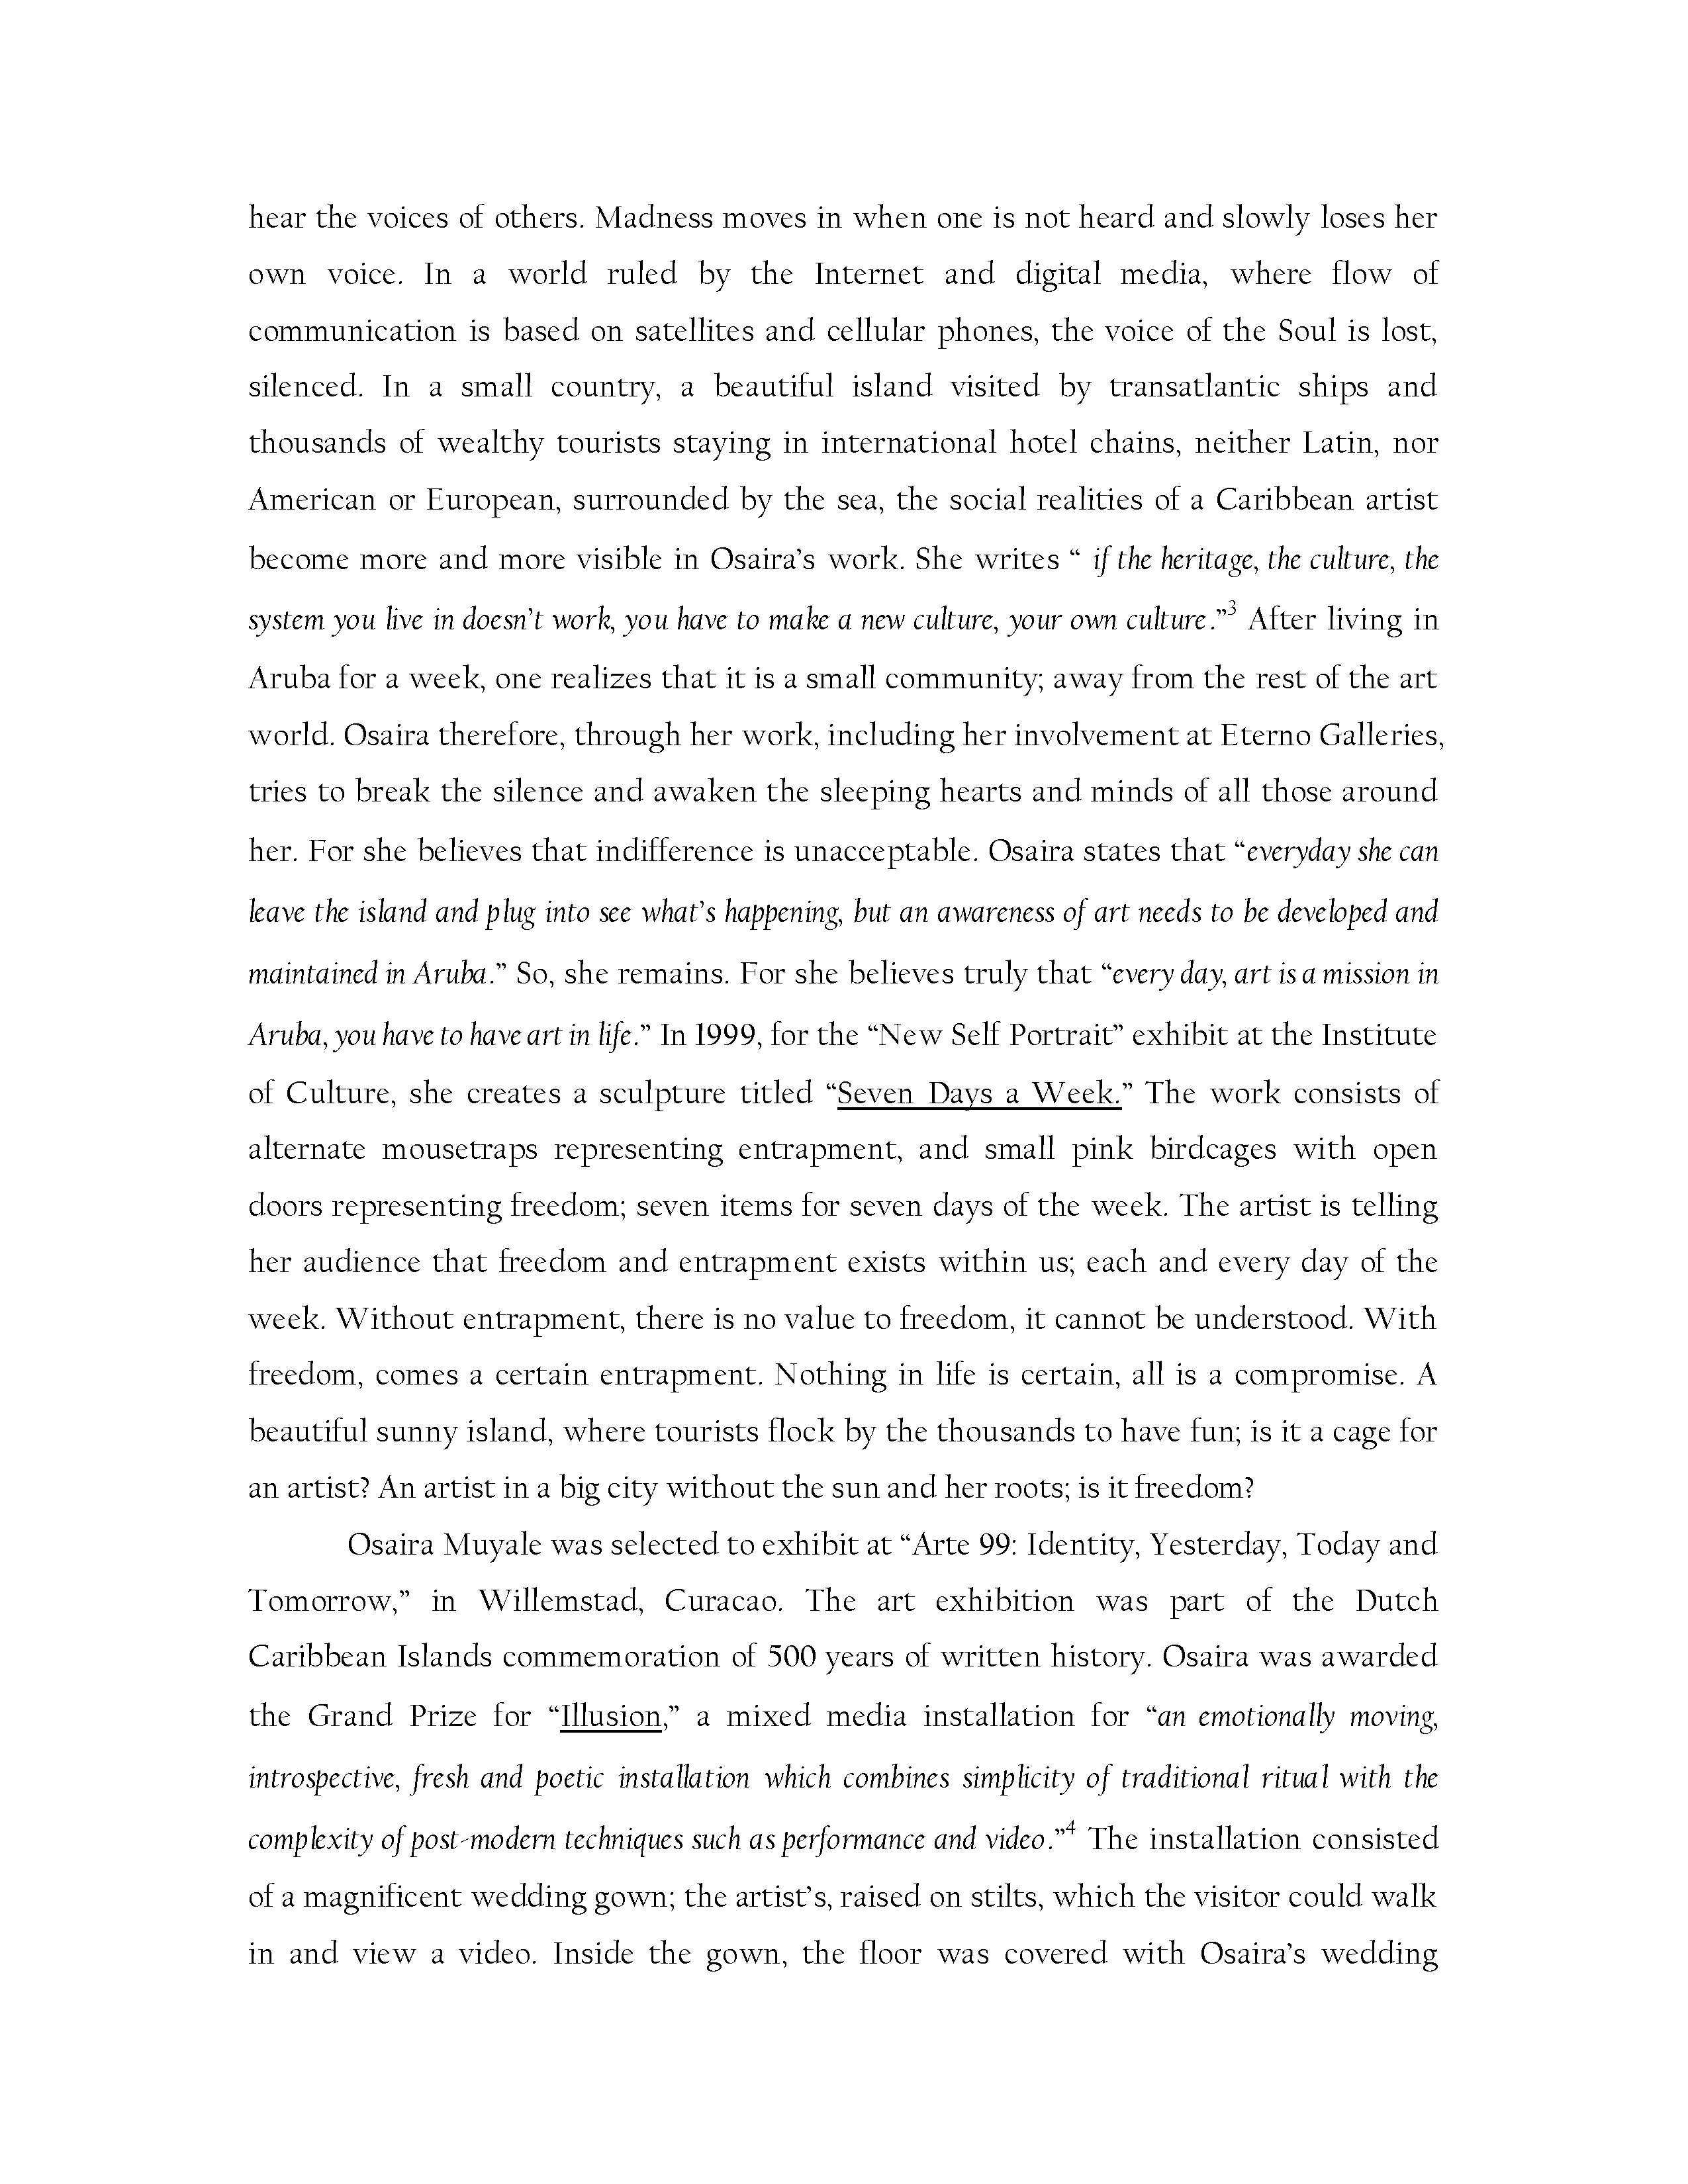 hear the voices of others. Madness moves in when one is not heard and slowly loses her
own voice. In a world ruled by the Internet and digital media, where flow of
communication is based on satellites and cellular phones, the voice of the Soul is lost,
silenced. In a small country, a beautiful island visited by transatlantic ships and
thousands of wealthy tourists staying in international hotel chains, neither Latin, nor
American or European, surrounded by the sea, the social realities of a Caribbean artist
become more and more visible in Osaira’s work. She writes “ if the heritage, the culture, the
system you live in doesn’t work, you have to make a new culture, your own culture.”³ After living in
Aruba for a week, one realizes that it is a small community; away from the rest of the art
world. Osaira therefore, through her work, including her involvement at Eterno Galleries,
tries to break the silence and awaken the sleeping hearts and minds of all those around
her. For she believes that indifference is unacceptable. Osaira states that “everyday she can
leave the island and plug into see what’s happening, but an awareness of art needs to be developed and
maintained in Aruba.” So, she remains. For she believes truly that “every day, art is a mission in
Aruba, you have to have art in life.” In 1999, for the “New Self Portrait” exhibit at the Institute
of Culture, she creates a sculpture titled “Seven Days a Week.” The work consists of
alternate mousetraps representing entrapment, and small pink birdcages with open
doors representing freedom; seven items for seven days of the week. The artist is telling
her audience that freedom and entrapment exists within us; each and every day of the
week. Without entrapment, there is no value to freedom, it cannot be understood. With
freedom, comes a certain entrapment. Nothing in life is certain, all is a compromise. A
beautiful sunny island, where tourists flock by the thousands to have fun; is it a cage for
an artist? An artist in a big city without the sun and her roots; is it freedom?
Osaira Muyale was selected to exhibit at “Arte 99: Identity, Yesterday, Today and
Tomorrow,” in Willemstad, Curacao. The art exhibition was part of the Dutch
Caribbean Islands commemoration of 500 years of written history. Osaira was awarded
the Grand Prize for “Illusion,” a mixed media installation for “an emotionally moving,
introspective, fresh and poetic installation which combines simplicity of traditional ritual with the
complexity of post-modern techniques such as performance and video.”⁴ The installation consisted
of a magnificent wedding gown; the artist’s, raised on stilts, which the visitor could walk
in and view a video. Inside the gown, the floor was covered with Osaira’s wedding